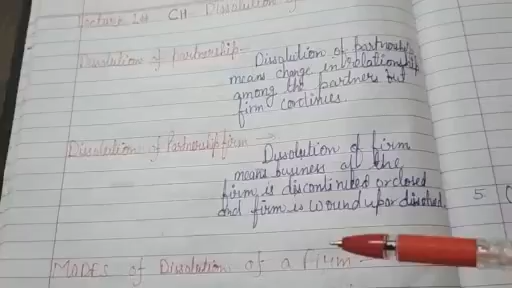 Lecture 1st CH - Dissolution of
Dissolution of partnership -
Dissolution of partnership
means change in relationship
among the partners but
firm continues.
Dissolution of Partnership firm →
Dissolution of firm
means business of the
firm is discontinued or closed
and firm is wound up or dissolved
5
MODES of Dissolution of a firm -